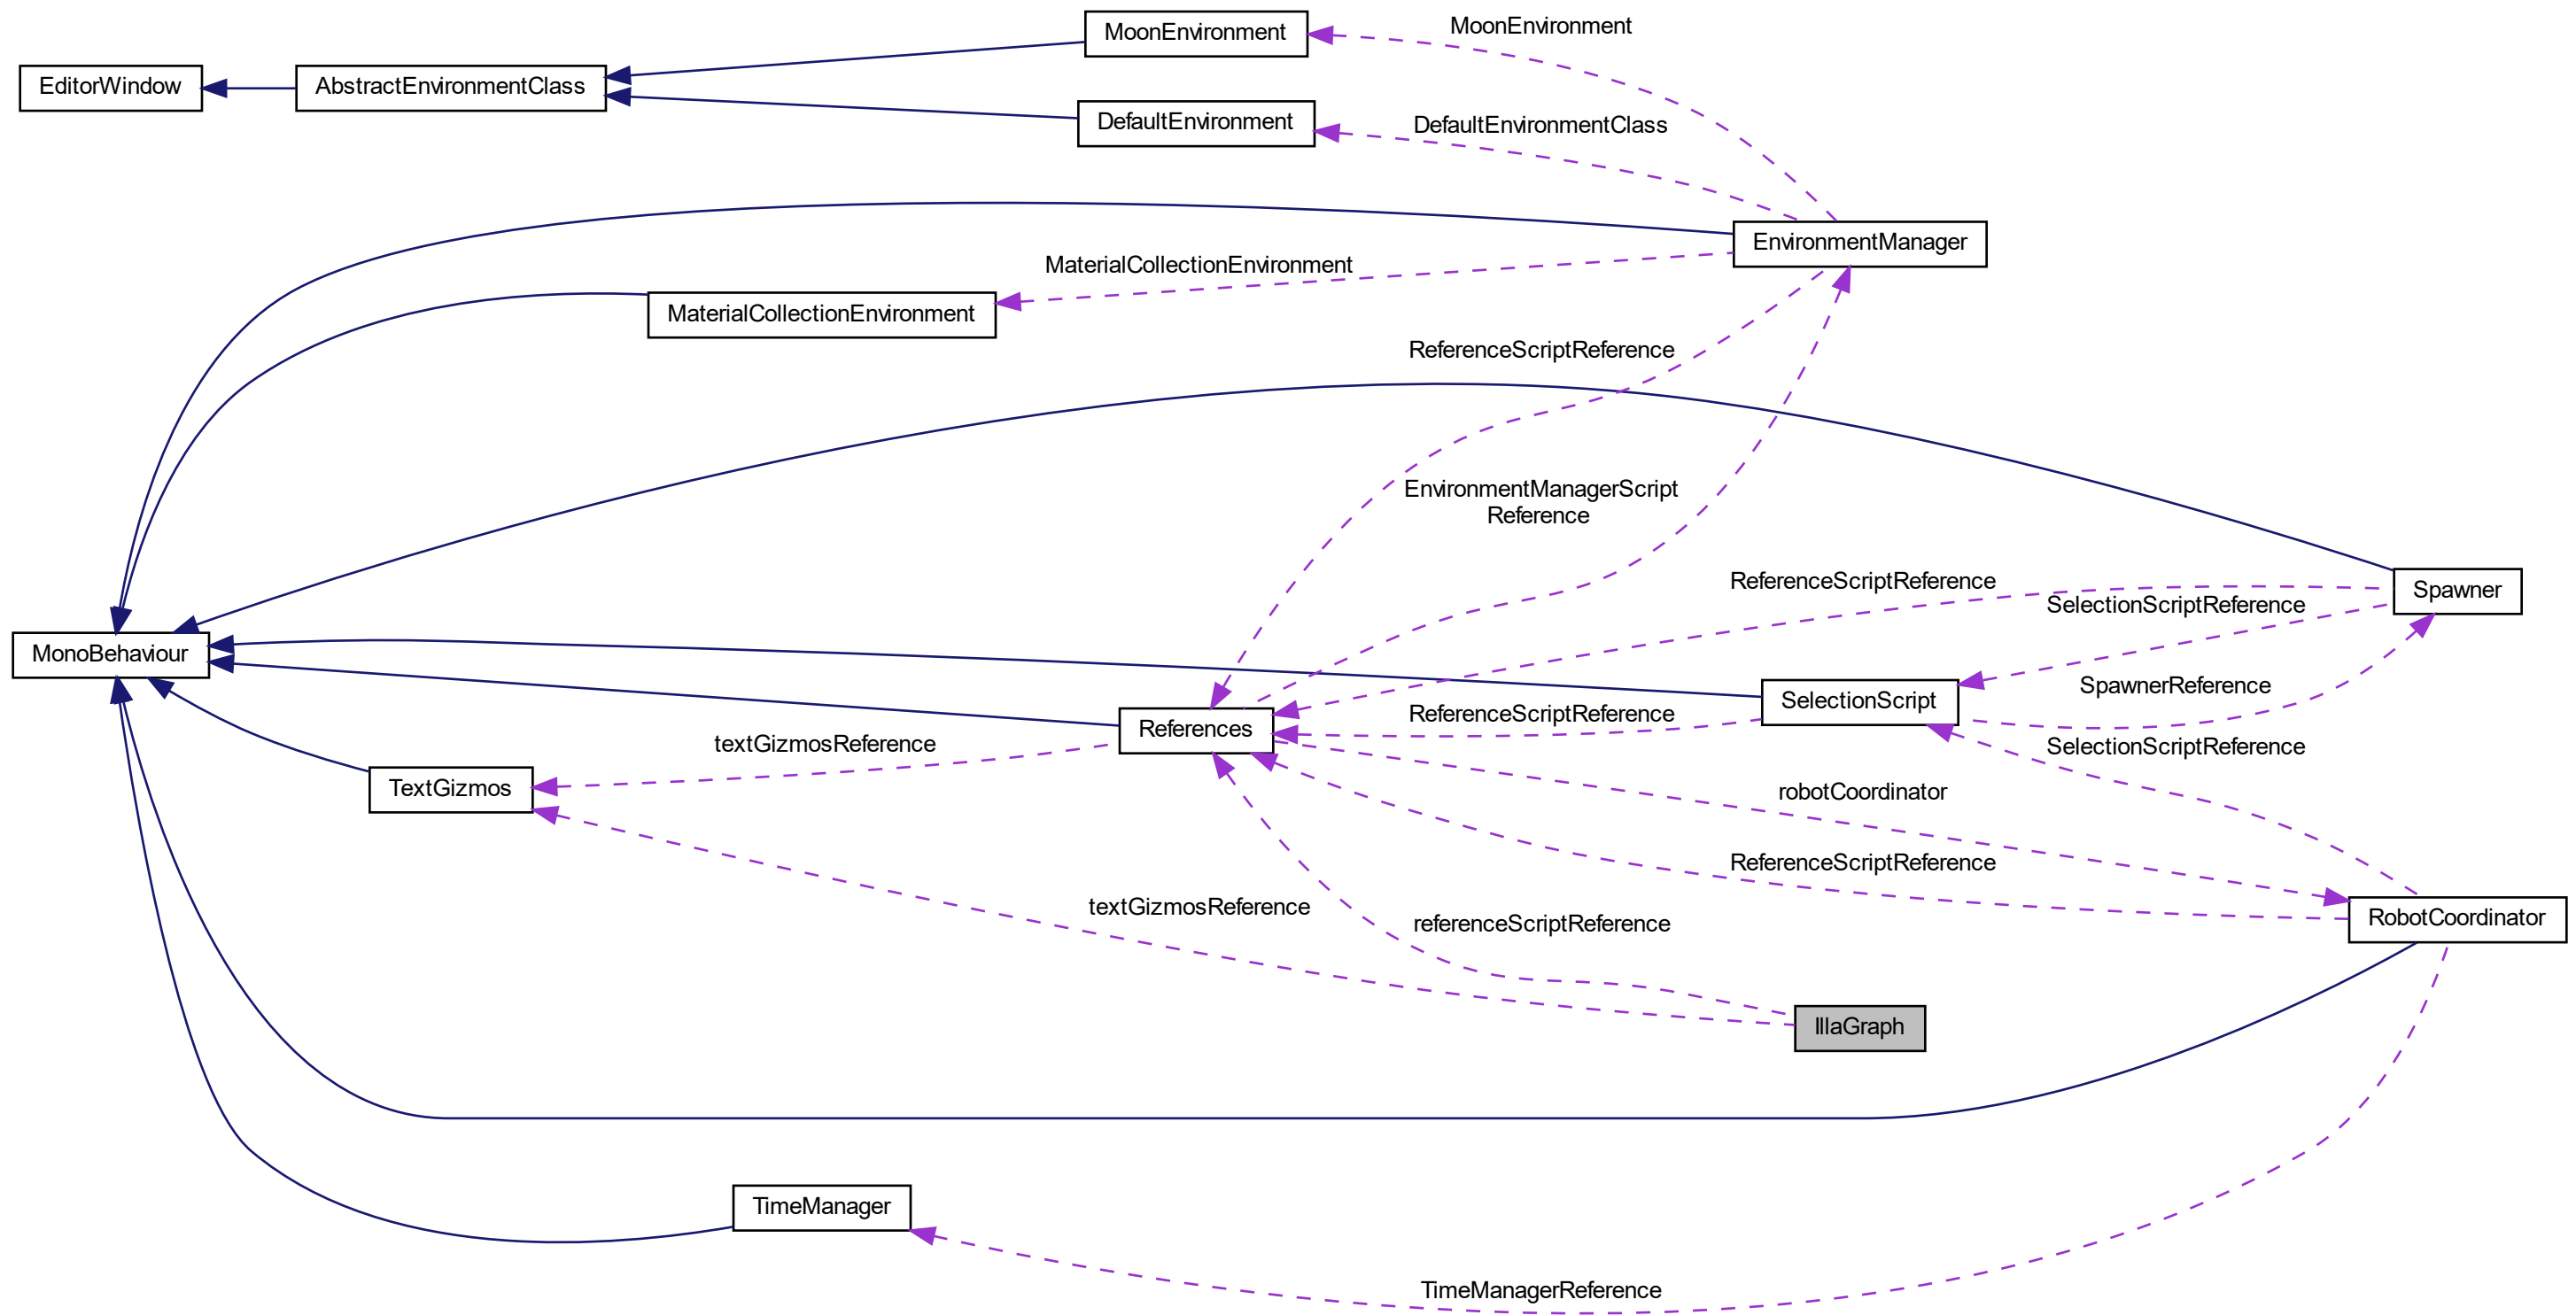 MoonEnvironment
MoonEnvironment
EditorWindow
AbstractEnvironmentClass
DefaultEnvironment
DefaultEnvironmentClass
EnvironmentManager
MaterialCollectionEnvironment
MaterialCollectionEnvironment
ReferenceScriptReference
EnvironmentManagerScript
Reference
ReferenceScriptReference
Spawner
SelectionScriptReference
MonoBehaviour
SpawnerReference
SelectionScript
ReferenceScriptReference
References
textGizmosReference
SelectionScriptReference
TextGizmos
robotCoordinator
ReferenceScriptReference
textGizmosReference
referenceScriptReference
RobotCoordinator
IllaGraph
TimeManager
TimeManagerReference